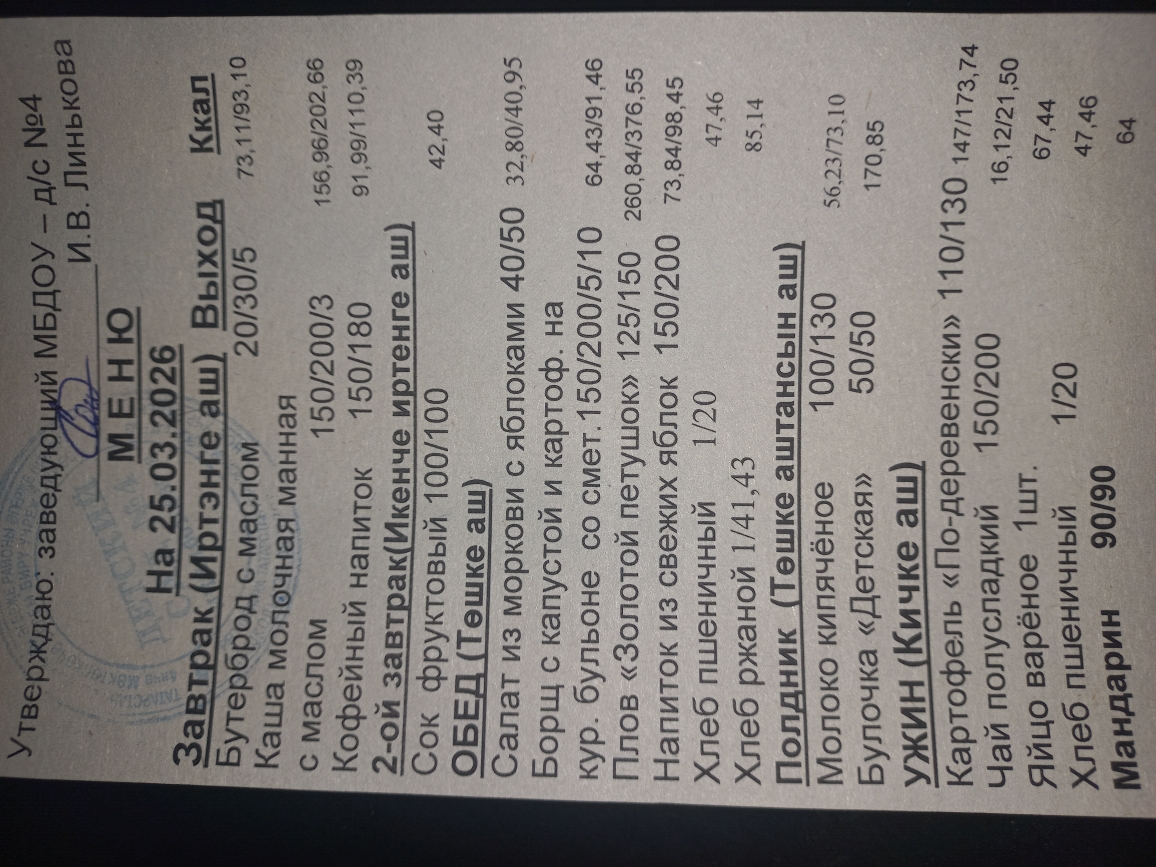 Утверждаю: заведующий МБДОУ – д/с №4
И.В. Линькова
М Е Н Ю
На 25.03.2026
Завтрак (Иртэнге аш) Выход Ккал
Бутерброд с маслом 20/30/5 73,11/93,10
Каша молочная манная
с маслом 150/200/3 156,96/202,66
Кофейный напиток 150/180 91,99/110,39
2-ой завтрак(Икенче иртенге аш)
Сок фруктовый 100/100 42,40
ОБЕД (Төшке аш)
Салат из моркови с яблоками 40/50 32,80/40,95
Борщ с капустой и картоф. на
кур. бульоне со смет.150/200/5/10 64,43/91,46
Плов «Золотой петушок» 125/150 260,84/376,55
Напиток из свежих яблок 150/200 73,84/98,45
Хлеб пшеничный 1/20 47,46
Хлеб ржаной 1/41,43 85,14
Полдник (Төшке аштансын аш)
Молоко кипячёное 100/130 56,23/73,10
Булочка «Детская» 50/50 170,85
УЖИН (Кичке аш)
Картофель «По-деревенски» 110/130 147/173,74
Чай полусладкий 150/200 16,12/21,50
Яйцо варёное 1шт. 67,44
Хлеб пшеничный 1/20 47,46
Мандарин 90/90 64